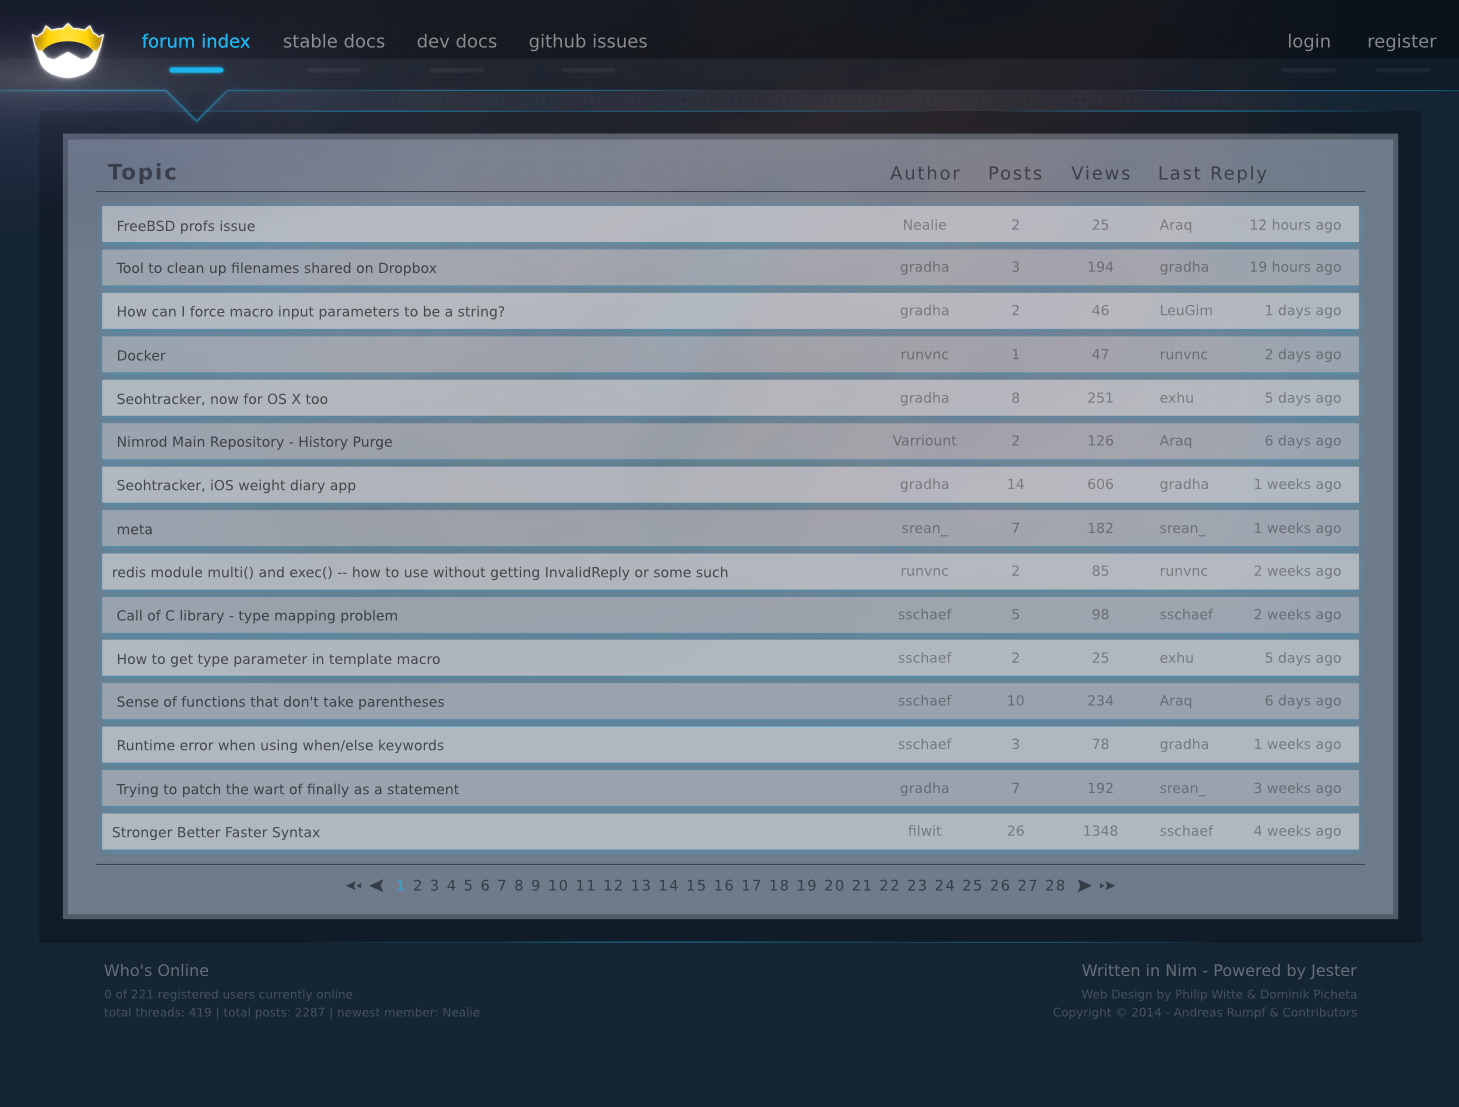 forum index stable docs dev docs github issues login register
Topic Author Posts Views Last Reply
FreeBSD profs issue Nealie 2 25 Araq 12 hours ago
Tool to clean up filenames shared on Dropbox gradha 3 194 gradha 19 hours ago
How can I force macro input parameters to be a string? gradha 2 46 LeuGim 1 days ago
Docker runvnc 1 47 runvnc 2 days ago
Seohtracker, now for OS X too gradha 8 251 exhu 5 days ago
Nimrod Main Repository - History Purge Varriount 2 126 Araq 6 days ago
Seohtracker, iOS weight diary app gradha 14 606 gradha 1 weeks ago
meta srean_ 7 182 srean_ 1 weeks ago
redis module multi() and exec() -- how to use without getting InvalidReply or some such runvnc 2 85 runvnc 2 weeks ago
Call of C library - type mapping problem sschaef 5 98 sschaef 2 weeks ago
How to get type parameter in template macro sschaef 2 25 exhu 5 days ago
Sense of functions that don't take parentheses sschaef 10 234 Araq 6 days ago
Runtime error when using when/else keywords sschaef 3 78 gradha 1 weeks ago
Trying to patch the wart of finally as a statement gradha 7 192 srean_ 3 weeks ago
Stronger Better Faster Syntax filwit 26 1348 sschaef 4 weeks ago
1 2 3 4 5 6 7 8 9 10 11 12 13 14 15 16 17 18 19 20 21 22 23 24 25 26 27 28
Who's Online
0 of 221 registered users currently online
total threads: 419 | total posts: 2287 | newest member: Nealie
Written in Nim - Powered by Jester
Web Design by Philip Witte & Dominik Picheta
Copyright © 2014 - Andreas Rumpf & Contributors